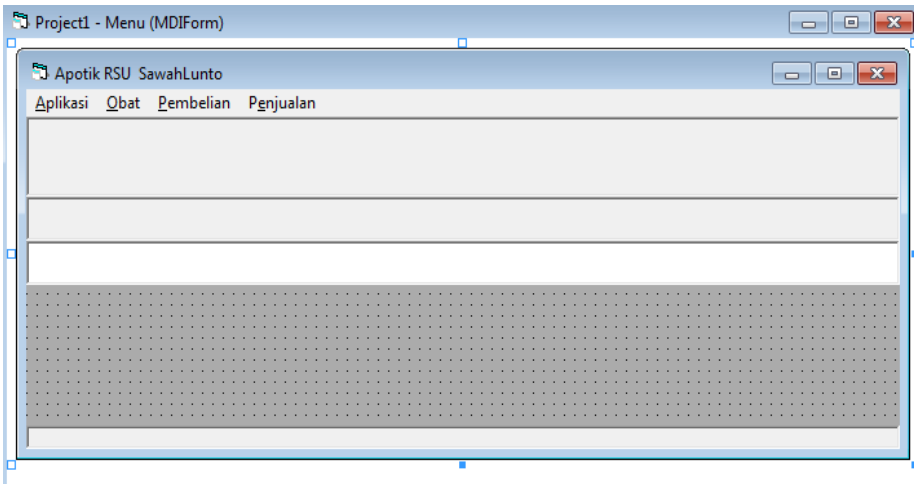 Project1 - Menu (MDIForm)
Apotik RSU SawahLunto
Aplikasi Obat Pembelian Penjualan